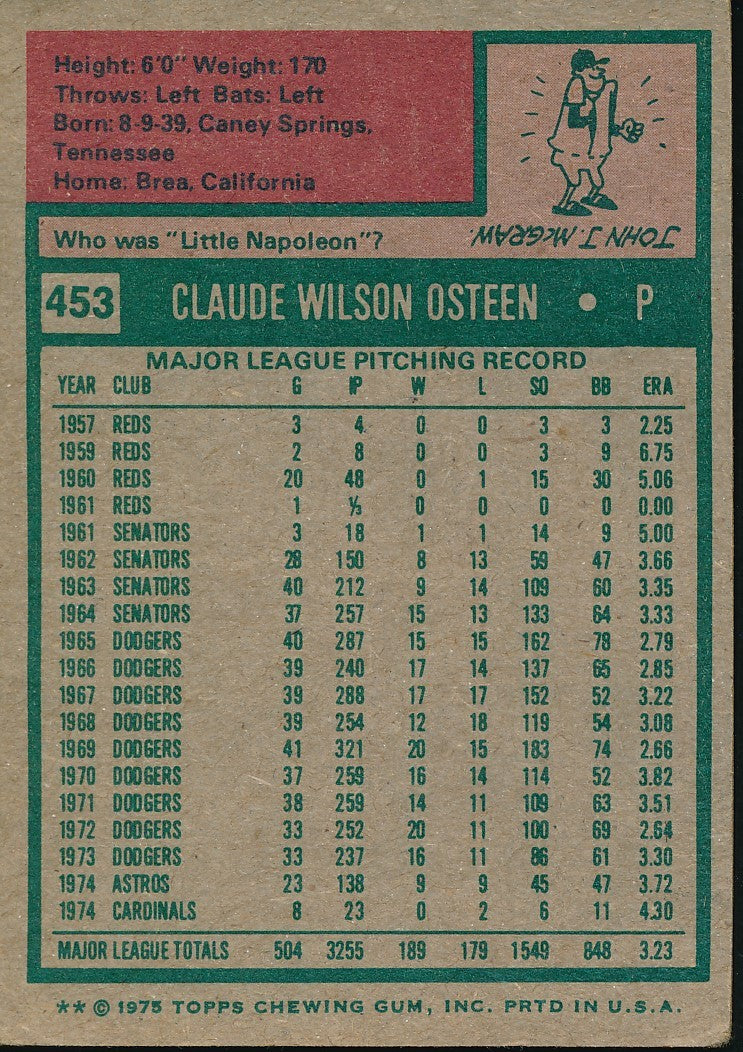 Height: 6'0" Weight: 170
Throws: Left Bats: Left
Born: 8-9-39, Caney Springs,
Tennessee
Home: Brea, California
Who was "Little Napoleon"?
JOHN J. McGRAW.
453 CLAUDE WILSON OSTEEN • P
MAJOR LEAGUE PITCHING RECORD
YEAR CLUB G IP W L SO BB ERA
1957 REDS 3 4 0 0 3 3 2.25
1959 REDS 2 8 0 0 3 9 6.75
1960 REDS 20 48 0 1 15 30 5.06
1961 REDS 1 ⅓ 0 0 0 0 0.00
1961 SENATORS 3 18 1 1 14 9 5.00
1962 SENATORS 28 150 8 13 59 47 3.66
1963 SENATORS 40 212 9 14 109 60 3.35
1964 SENATORS 37 257 15 13 133 64 3.33
1965 DODGERS 40 287 15 15 162 78 2.79
1966 DODGERS 39 240 17 14 137 65 2.85
1967 DODGERS 39 288 17 17 152 52 3.22
1968 DODGERS 39 254 12 18 119 54 3.08
1969 DODGERS 41 321 20 15 183 74 2.66
1970 DODGERS 37 259 16 14 114 52 3.82
1971 DODGERS 38 259 14 11 109 63 3.51
1972 DODGERS 33 252 20 11 100 69 2.64
1973 DODGERS 33 237 16 11 86 61 3.30
1974 ASTROS 23 138 9 9 45 47 3.72
1974 CARDINALS 8 23 0 2 6 11 4.30
MAJOR LEAGUE TOTALS 504 3255 189 179 1549 848 3.23
** © 1975 TOPPS CHEWING GUM, INC. PRTD IN U.S.A.